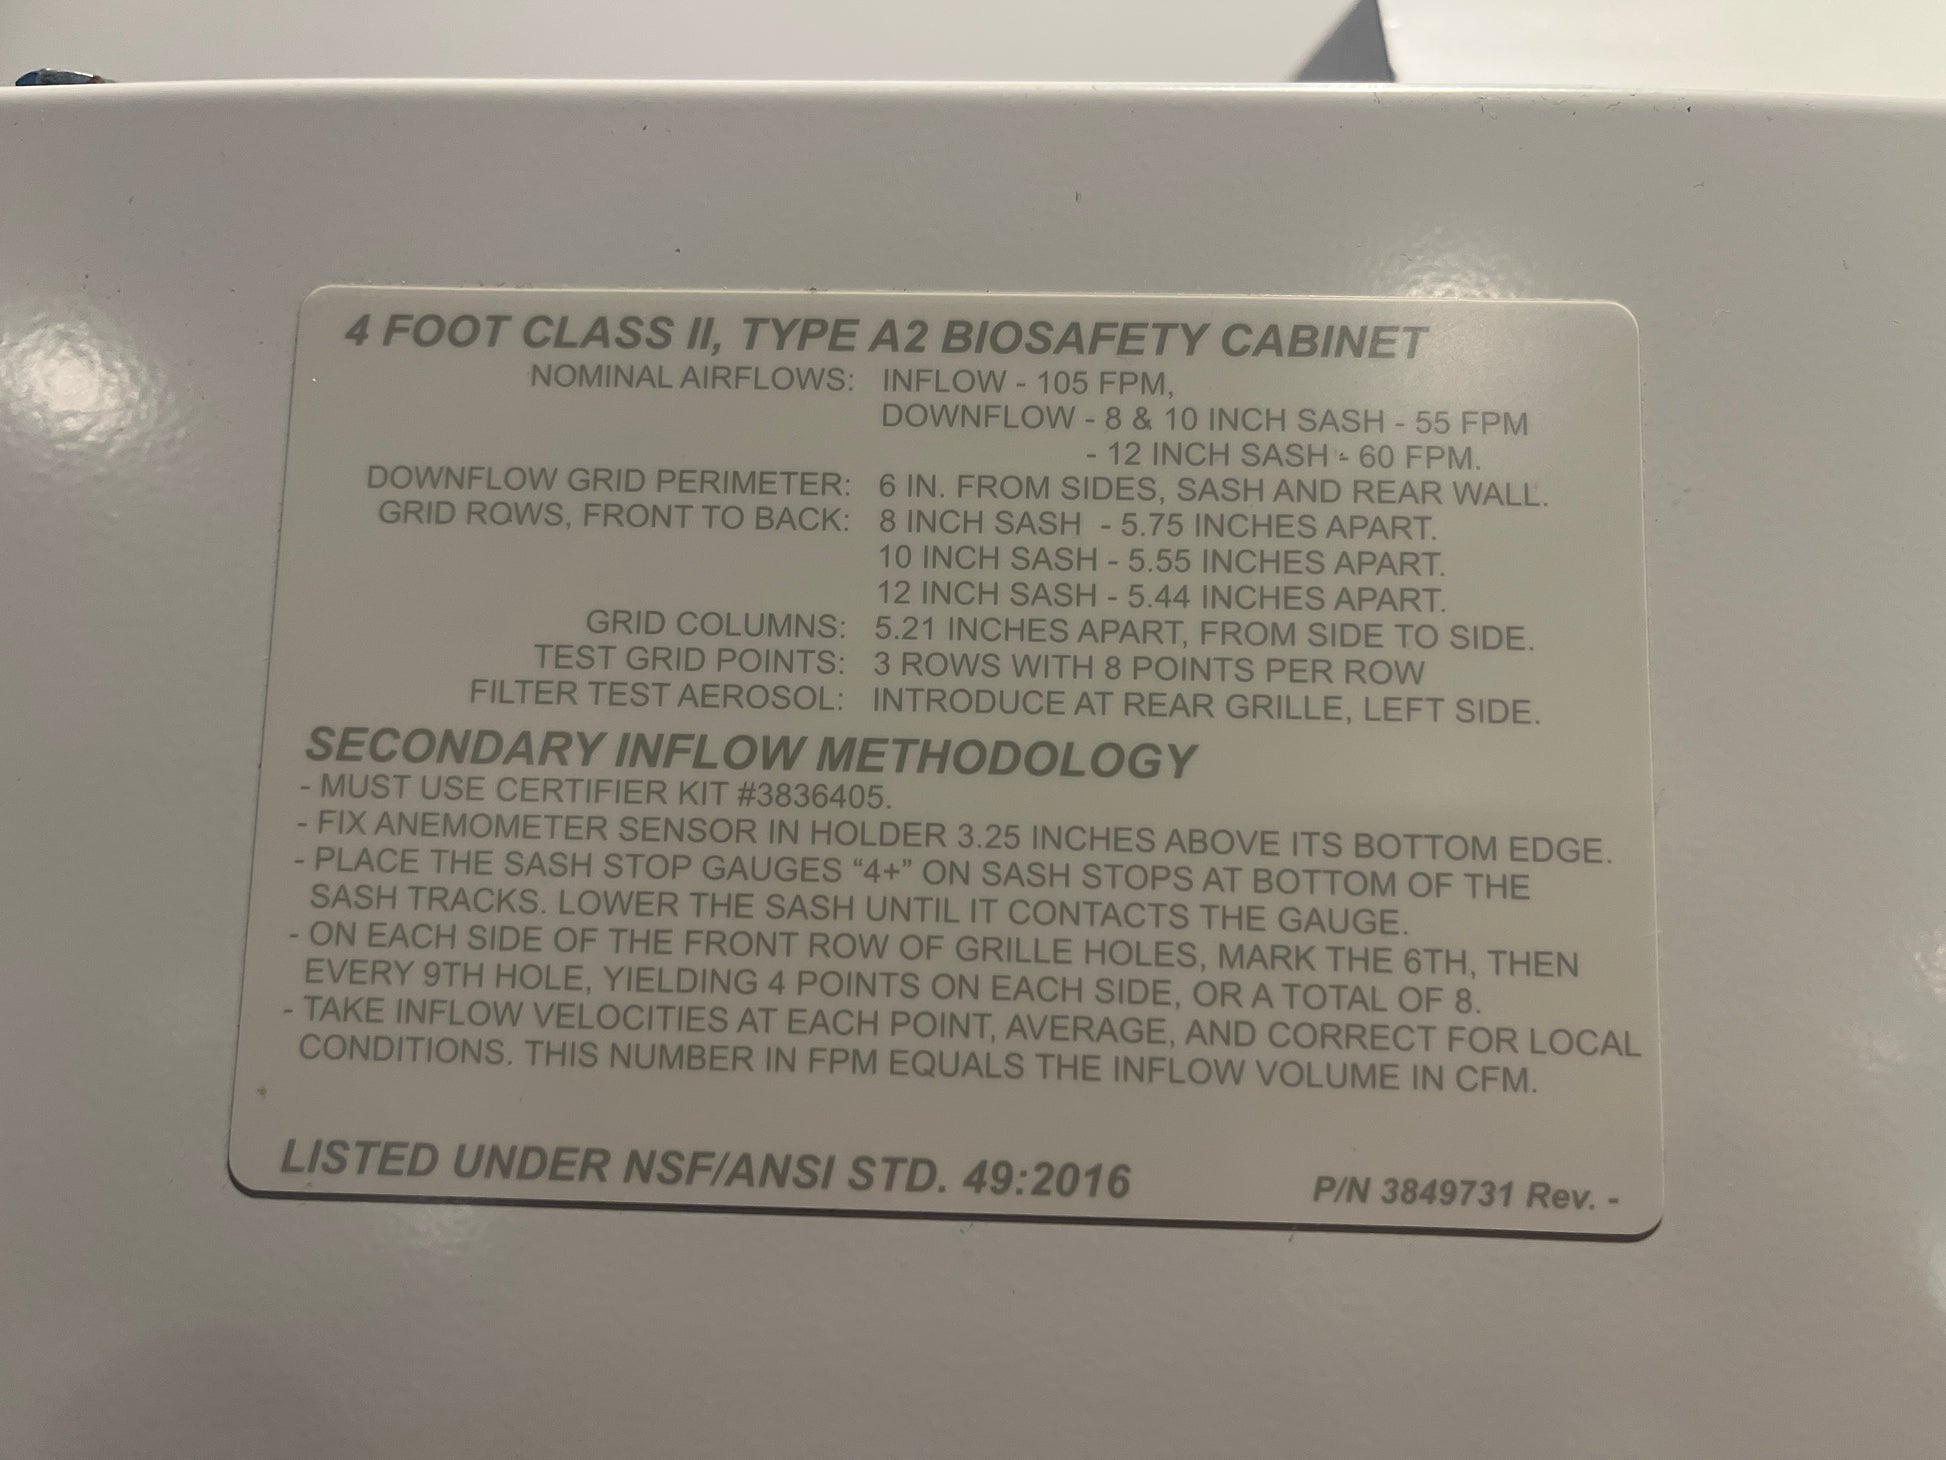 4 FOOT CLASS II, TYPE A2 BIOSAFETY CABINET
NOMINAL AIRFLOWS: INFLOW - 105 FPM,
DOWNFLOW - 8 & 10 INCH SASH - 55 FPM
- 12 INCH SASH - 60 FPM.
DOWNFLOW GRID PERIMETER: 6 IN. FROM SIDES, SASH AND REAR WALL.
GRID ROWS, FRONT TO BACK: 8 INCH SASH - 5.75 INCHES APART.
10 INCH SASH - 5.55 INCHES APART.
12 INCH SASH - 5.44 INCHES APART.
GRID COLUMNS: 5.21 INCHES APART, FROM SIDE TO SIDE.
TEST GRID POINTS: 3 ROWS WITH 8 POINTS PER ROW
FILTER TEST AEROSOL: INTRODUCE AT REAR GRILLE, LEFT SIDE.
SECONDARY INFLOW METHODOLOGY
- MUST USE CERTIFIER KIT #3836405.
- FIX ANEMOMETER SENSOR IN HOLDER 3.25 INCHES ABOVE ITS BOTTOM EDGE.
- PLACE THE SASH STOP GAUGES “4+” ON SASH STOPS AT BOTTOM OF THE
SASH TRACKS. LOWER THE SASH UNTIL IT CONTACTS THE GAUGE.
- ON EACH SIDE OF THE FRONT ROW OF GRILLE HOLES, MARK THE 6TH, THEN
EVERY 9TH HOLE, YIELDING 4 POINTS ON EACH SIDE, OR A TOTAL OF 8.
- TAKE INFLOW VELOCITIES AT EACH POINT, AVERAGE, AND CORRECT FOR LOCAL
CONDITIONS. THIS NUMBER IN FPM EQUALS THE INFLOW VOLUME IN CFM.
LISTED UNDER NSF/ANSI STD. 49:2016
P/N 3849731 Rev. -